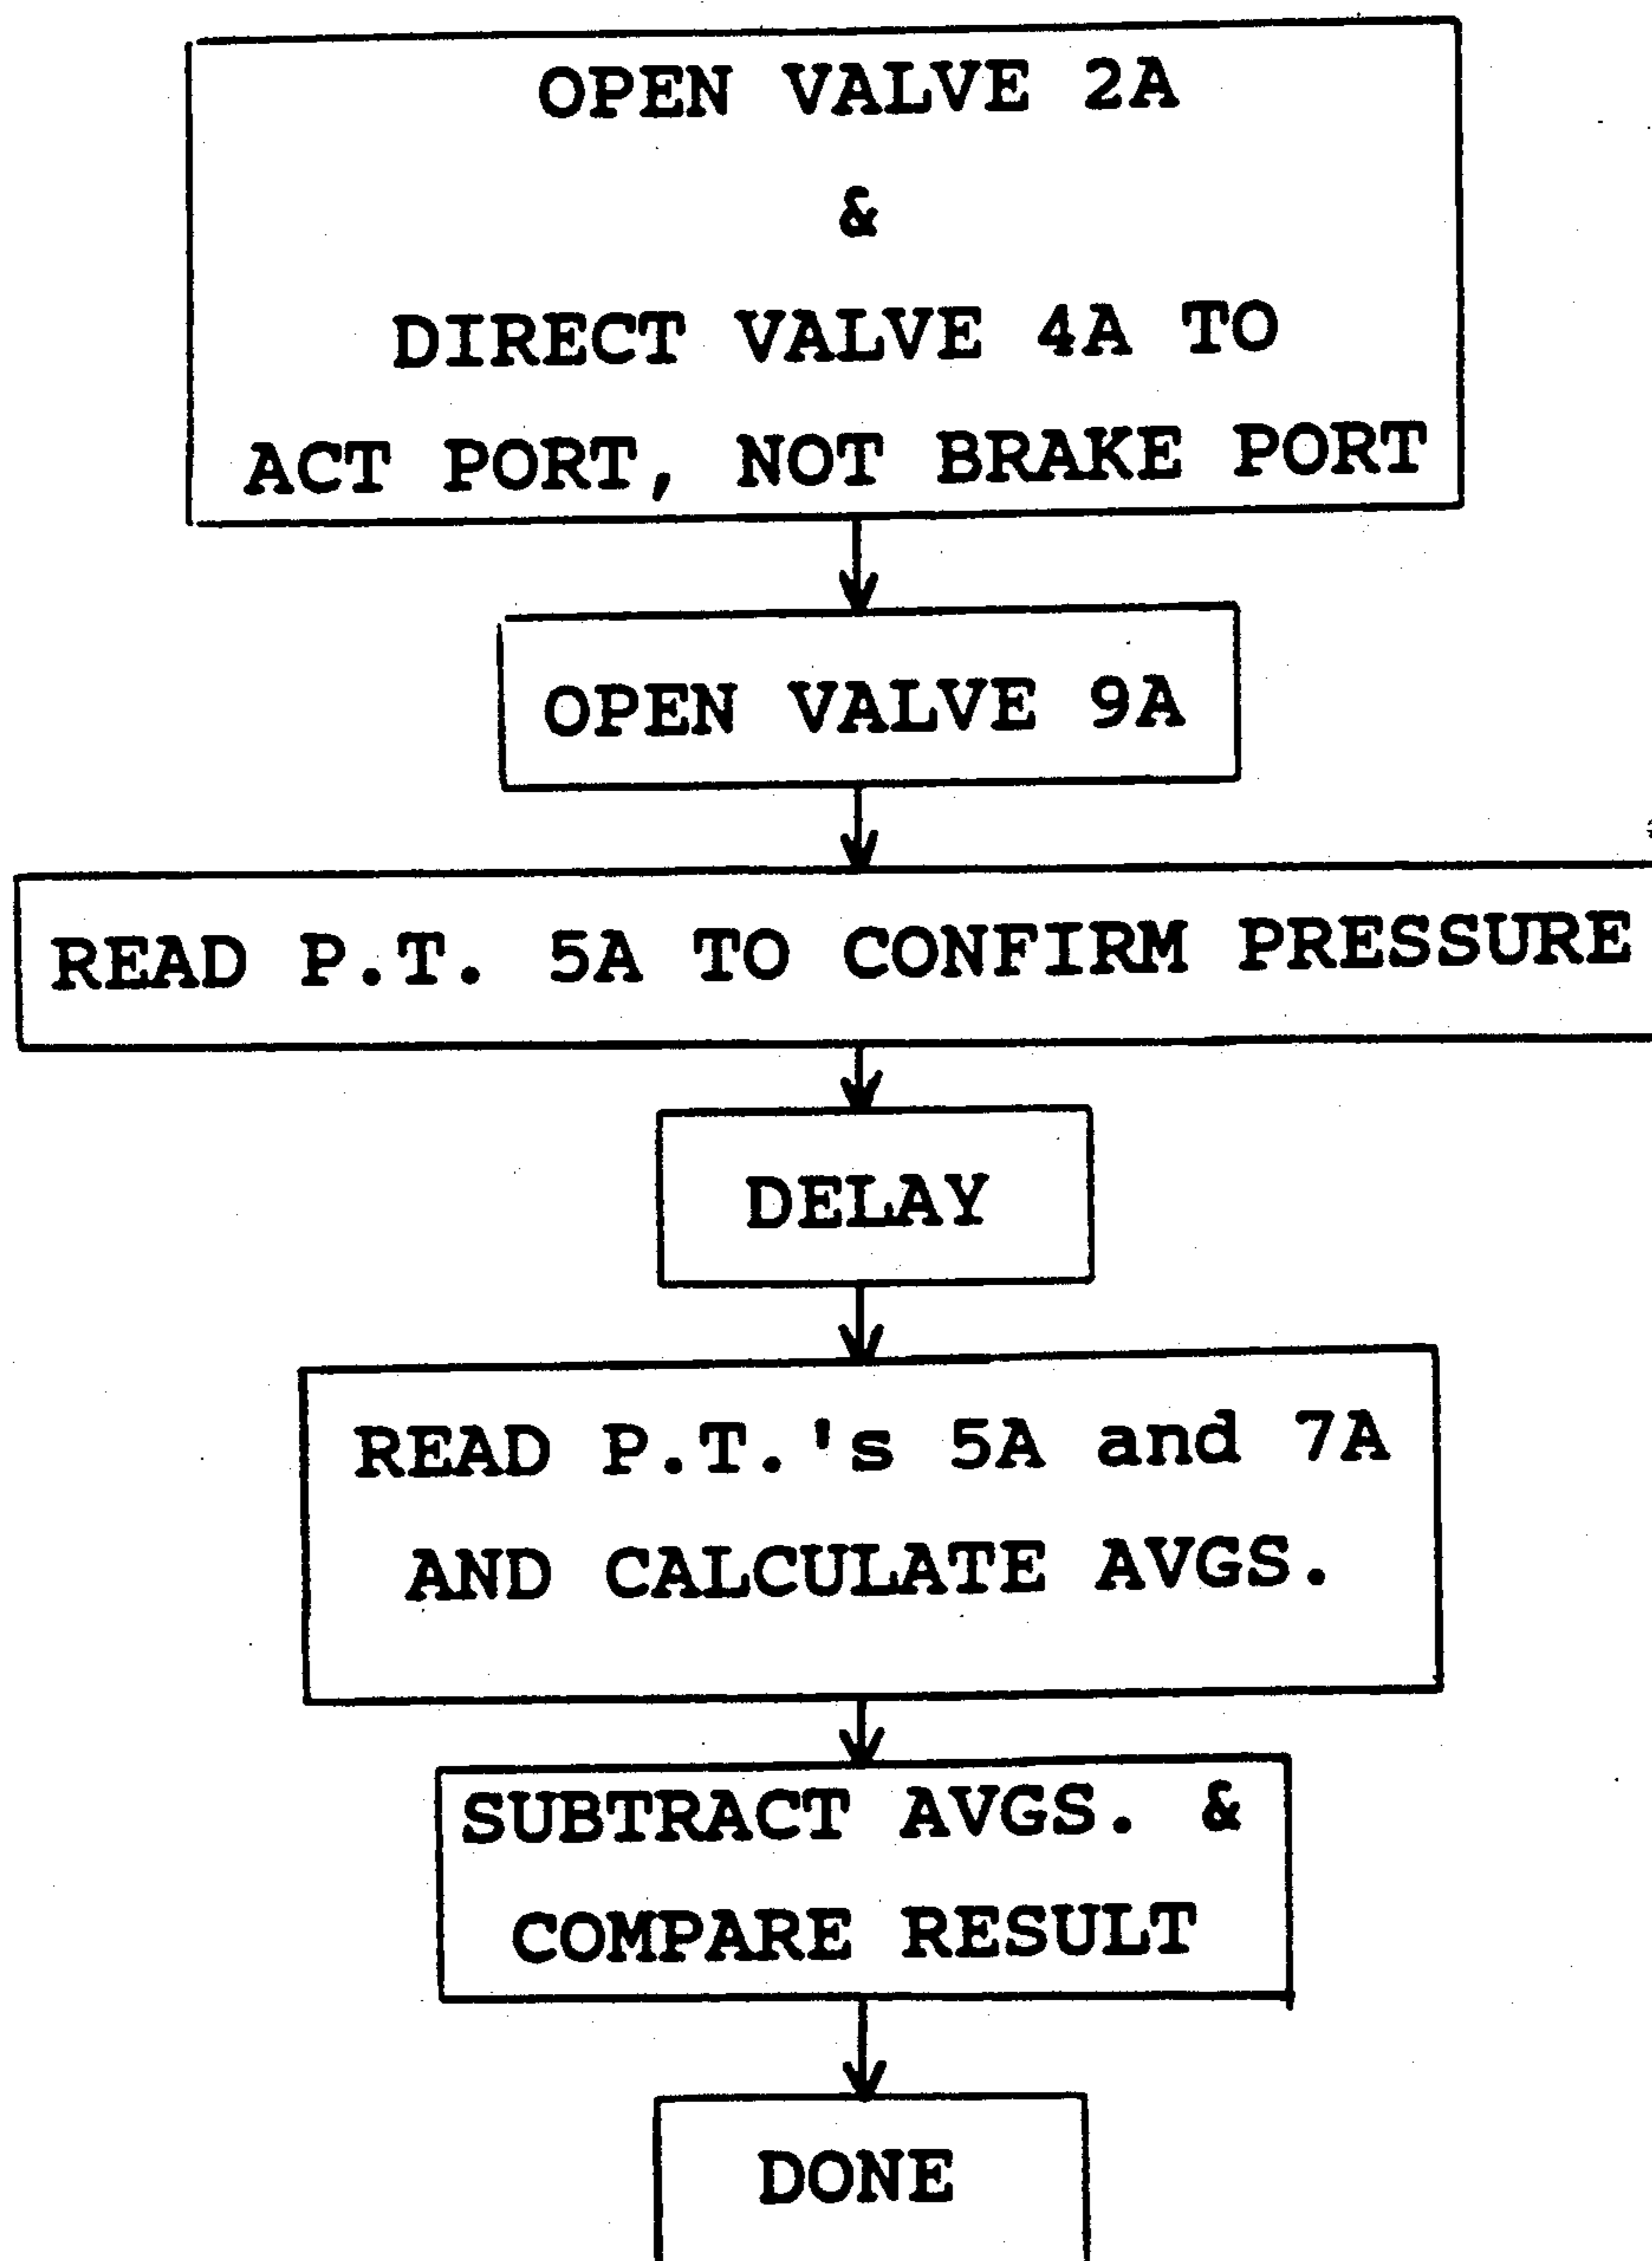 OPEN VALVE 2A
&
DIRECT VALVE 4A TO
ACT PORT, NOT BRAKE PORT
OPEN VALVE 9A
READ P.T. 5A TO CONFIRM PRESSURE
DELAY
READ P.T.'s 5A and 7A
AND CALCULATE AVGS.
SUBTRACT AVGS. &
COMPARE RESULT
DONE